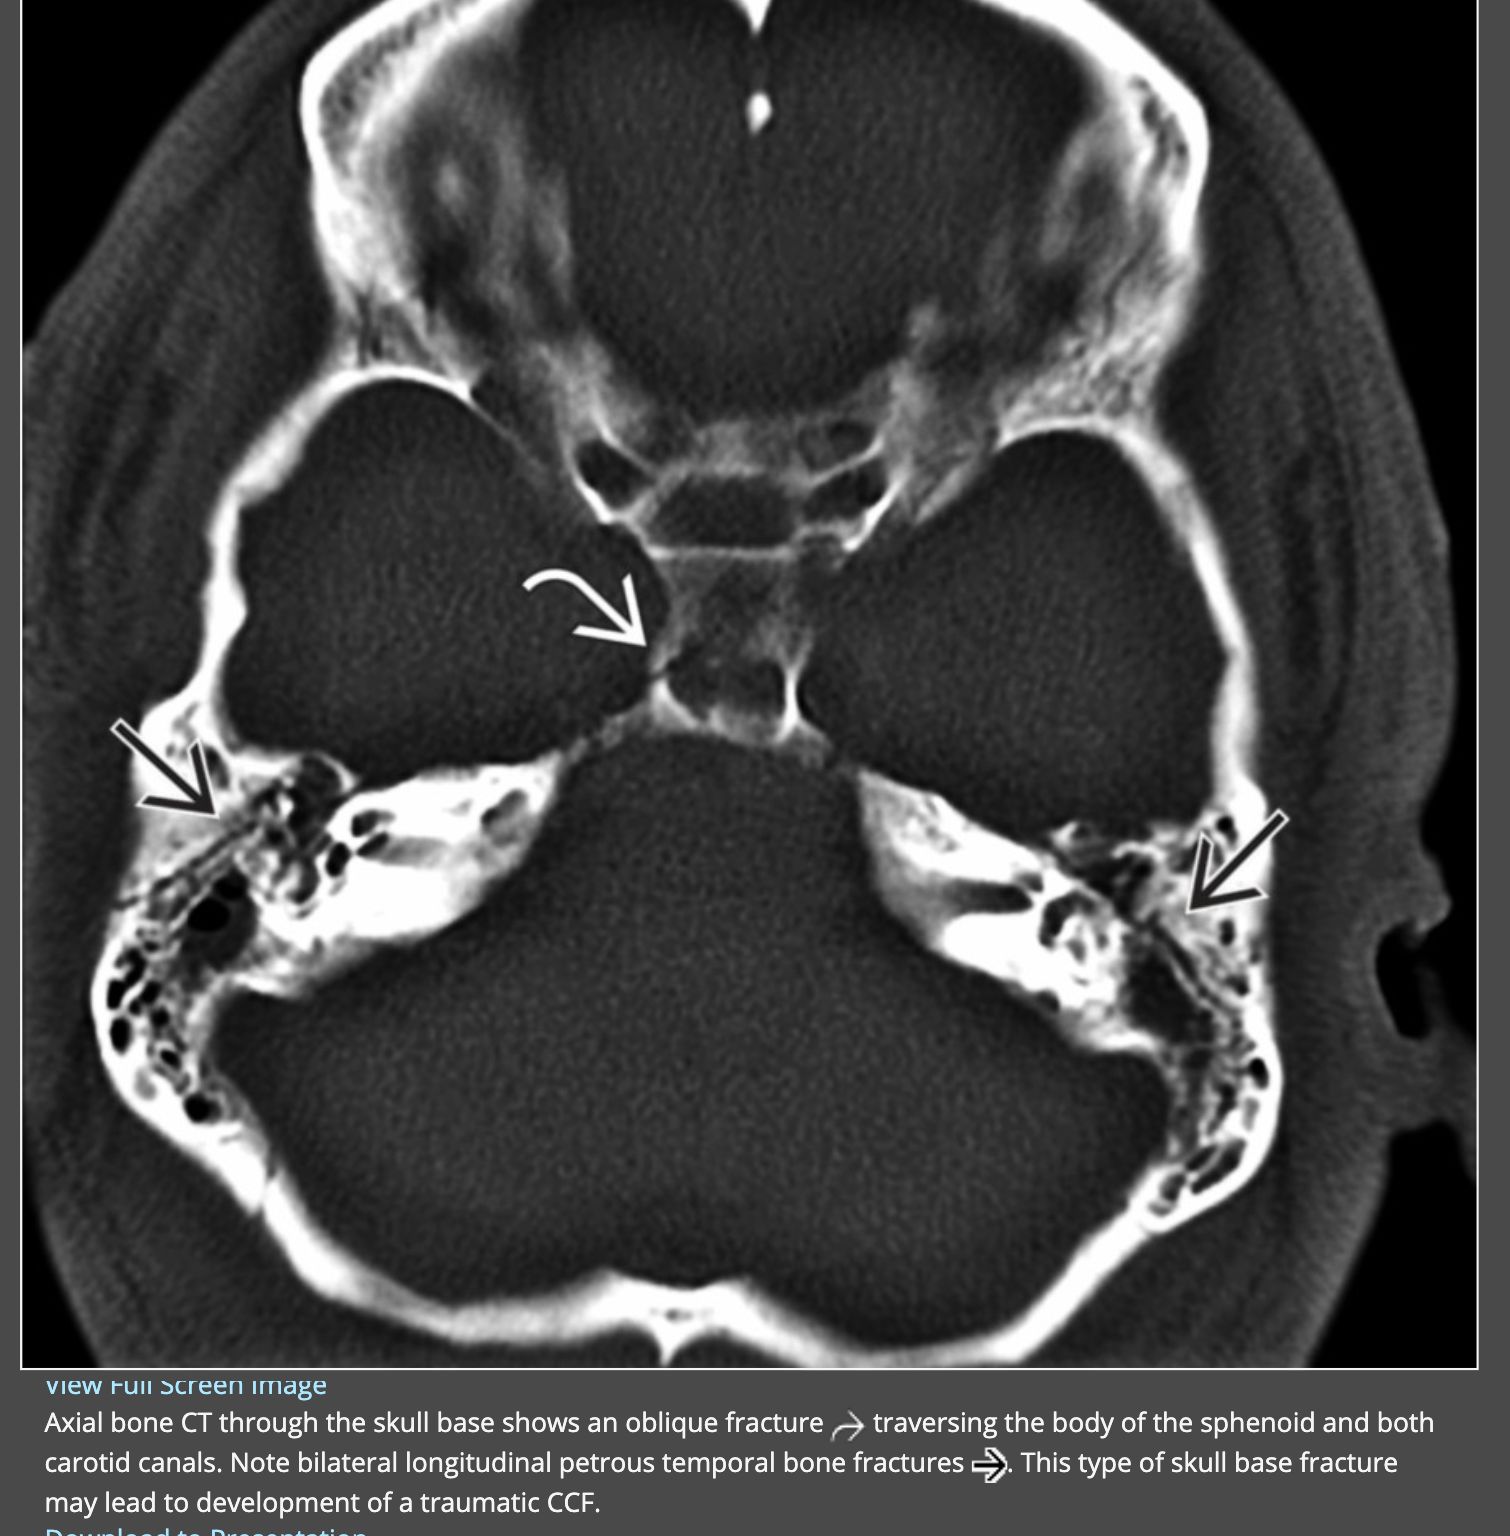 View Full Screen Image
Axial bone CT through the skull base shows an oblique fracture traversing the body of the sphenoid and both
carotid canals. Note bilateral longitudinal petrous temporal bone fractures . This type of skull base fracture
may lead to development of a traumatic CCF.
Download to Presentation